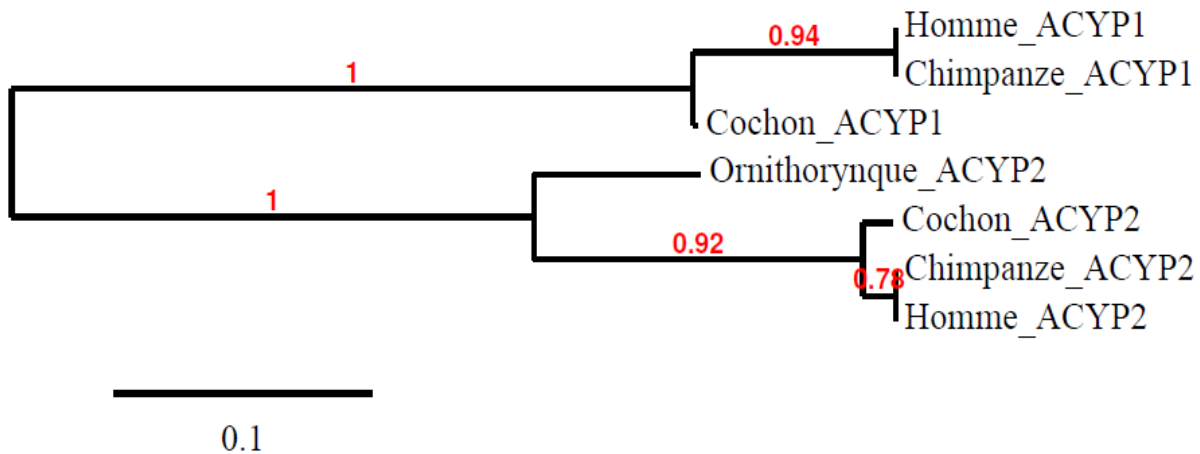 Homme_ACYP1
0.94
Chimpanze_ACYP1
1
Cochon_ACYP1
Ornithorynque_ACYP2
1
Cochon_ACYP2
0.92
Chimpanze_ACYP2
0.78
Homme_ACYP2
0.1